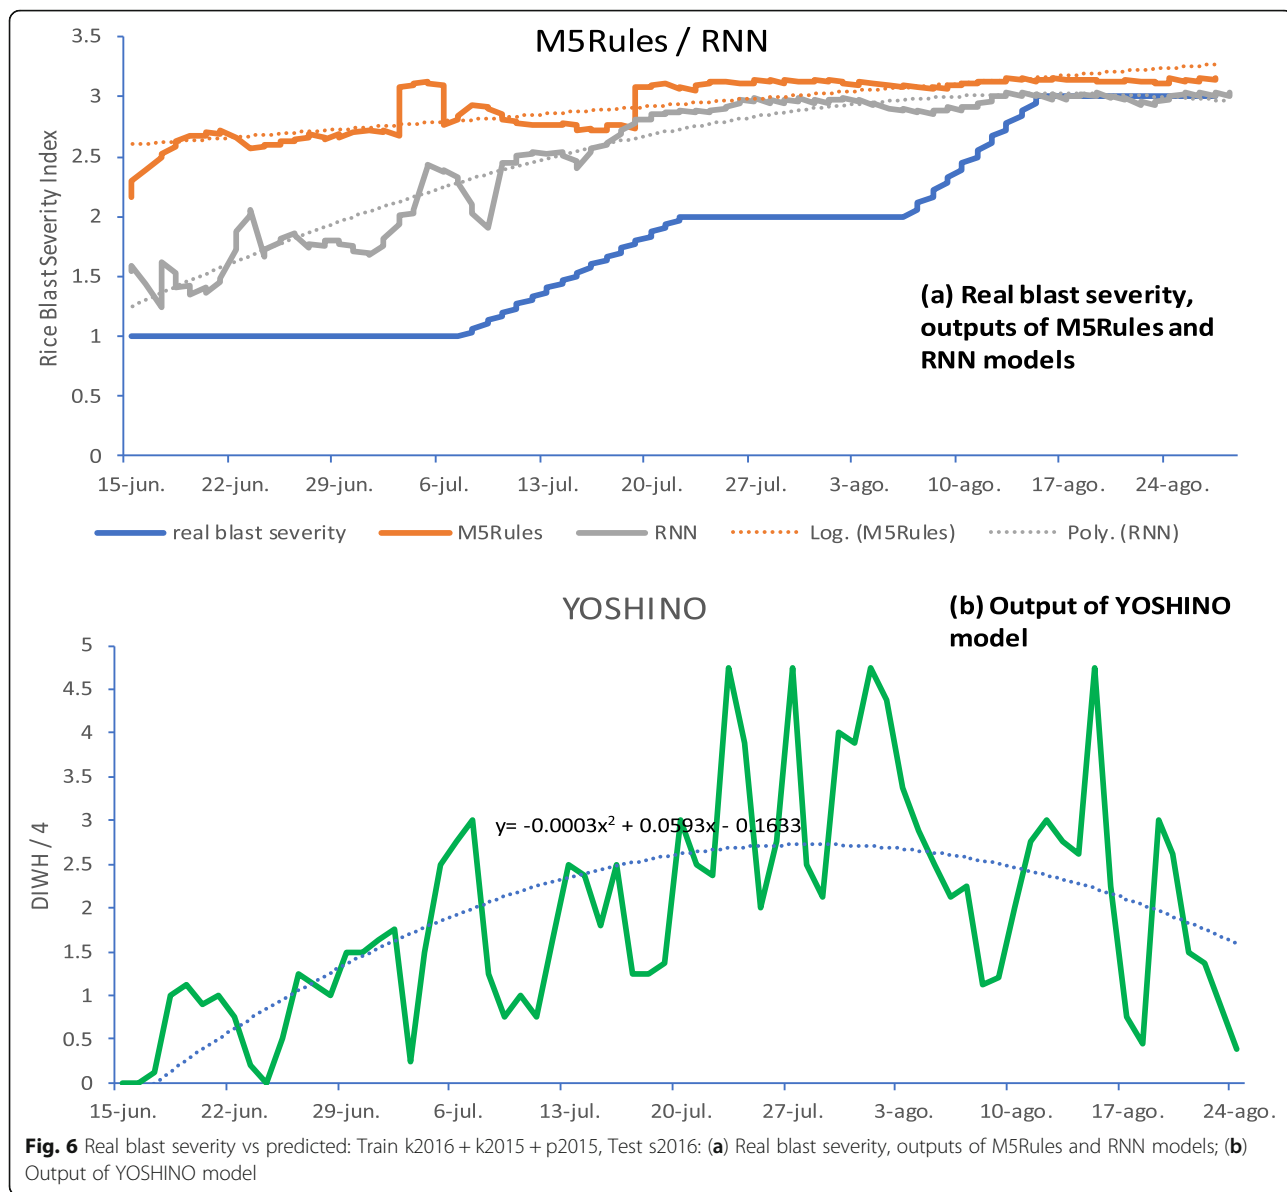 M5Rules / RNN
3.5
3
2.5
2
1.5
1
0.5
0
Rice Blast Severity Index
(a) Real blast severity,
outputs of M5Rules and
RNN models
15-jun. 22-jun. 29-jun. 6-jul. 13-jul. 20-jul. 27-jul. 3-ago. 10-ago. 17-ago. 24-ago.
real blast severity M5Rules RNN Log. (M5Rules) Poly. (RNN)
YOSHINO
(b) Output of YOSHINO
model
5
4.5
4
3.5
3
2.5
2
1.5
1
0.5
0
DIWH / 4
y= -0.0003x² + 0.0593x - 0.1633
15-jun. 22-jun. 29-jun. 6-jul. 13-jul. 20-jul. 27-jul. 3-ago. 10-ago. 17-ago. 24-ago.
Fig. 6 Real blast severity vs predicted: Train k2016 + k2015 + p2015, Test s2016: (a) Real blast severity, outputs of M5Rules and RNN models; (b)
Output of YOSHINO model